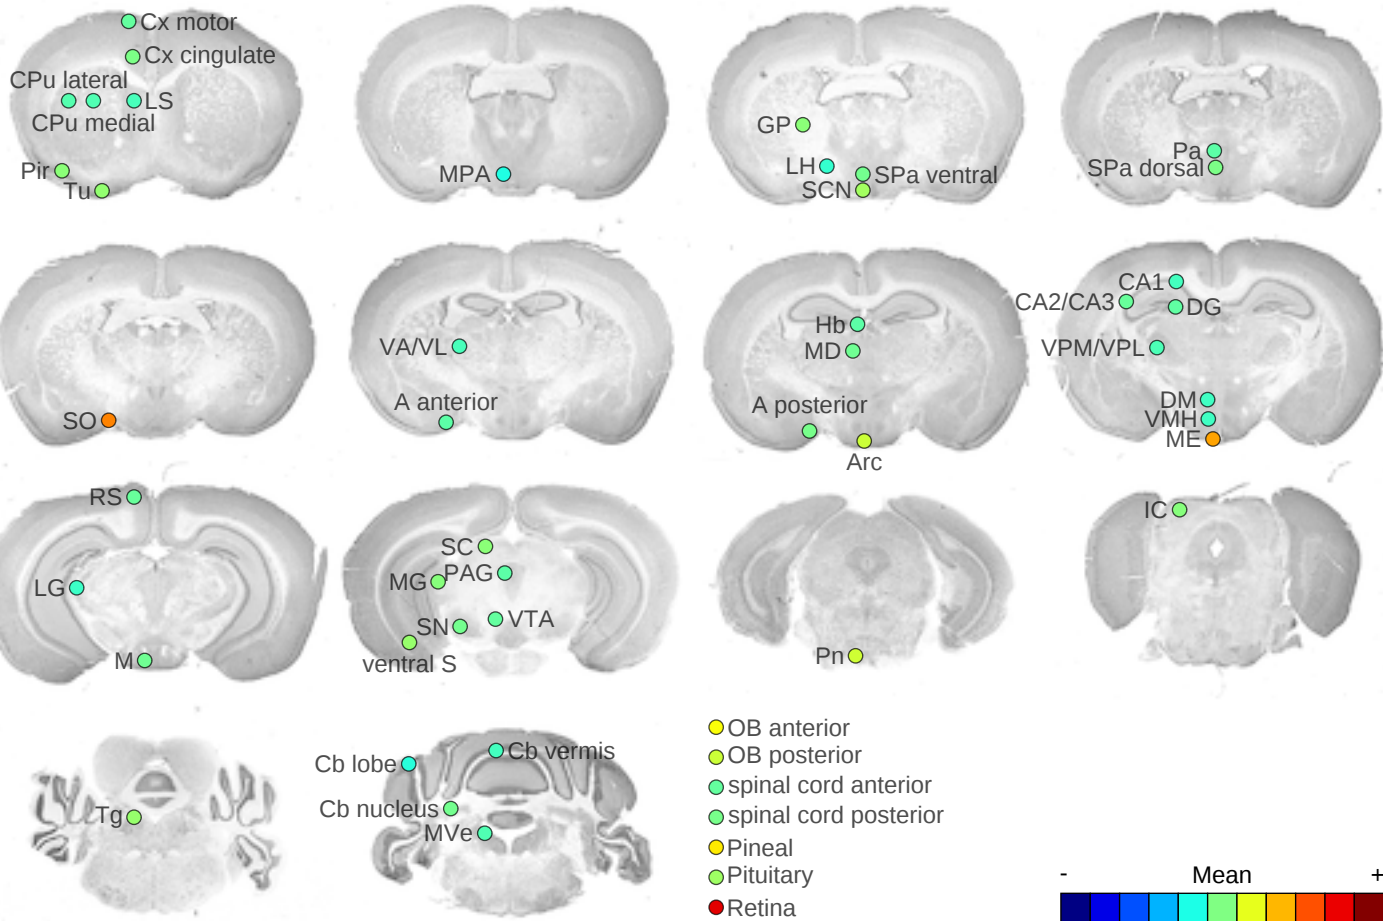 Cx motor
Cx cingulate
CPu lateral
LS
CPu medial
Pir
Tu
MPA
GP
LH
SPa ventral
SCN
Pa
SPa dorsal
SO
VA/VL
A anterior
Hb
MD
A posterior
Arc
CA1
CA2/CA3
DG
VPM/VPL
DM
VMH
ME
RS
LG
M
SC
MG
PAG
SN
VTA
ventral S
Pn
IC
Tg
Cb lobe
Cb vermis
Cb nucleus
MVe
OB anterior
OB posterior
spinal cord anterior
spinal cord posterior
Pineal
Pituitary
Retina
- Mean +